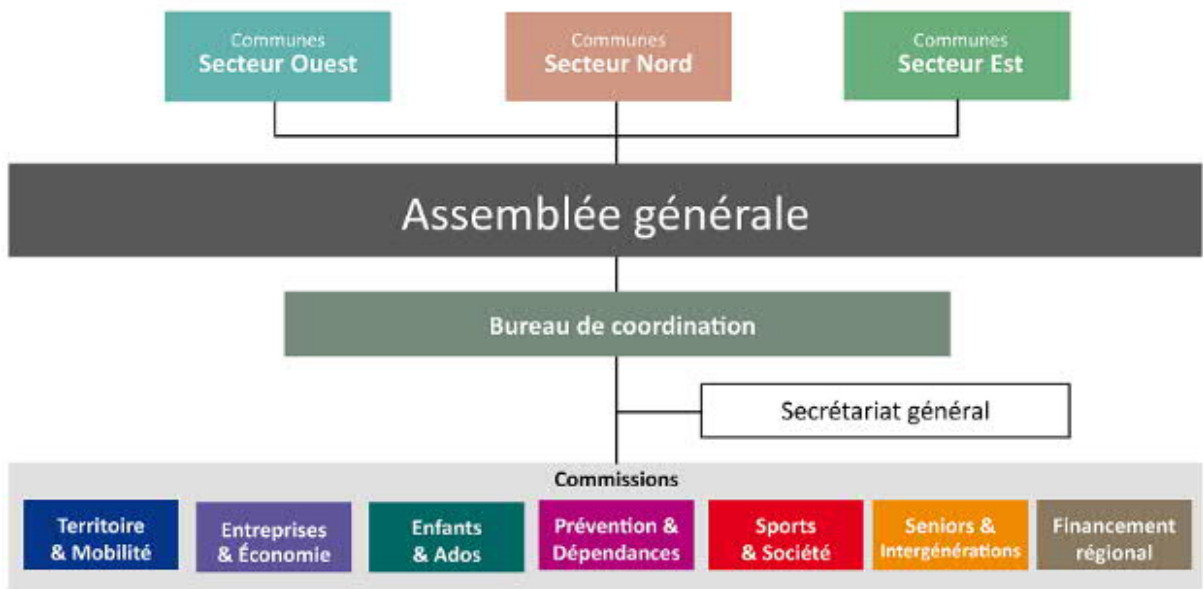 Communes
Secteur Ouest
Communes
Secteur Nord
Communes
Secteur Est
Assemblée générale
Bureau de coordination
Secrétariat général
Commissions
Territoire
& Mobilité
Entreprises
& Économie
Enfants
& Ados
Prévention &
Dépendances
Sports
& Société
Seniors &
Intergénérations
Financement
régional